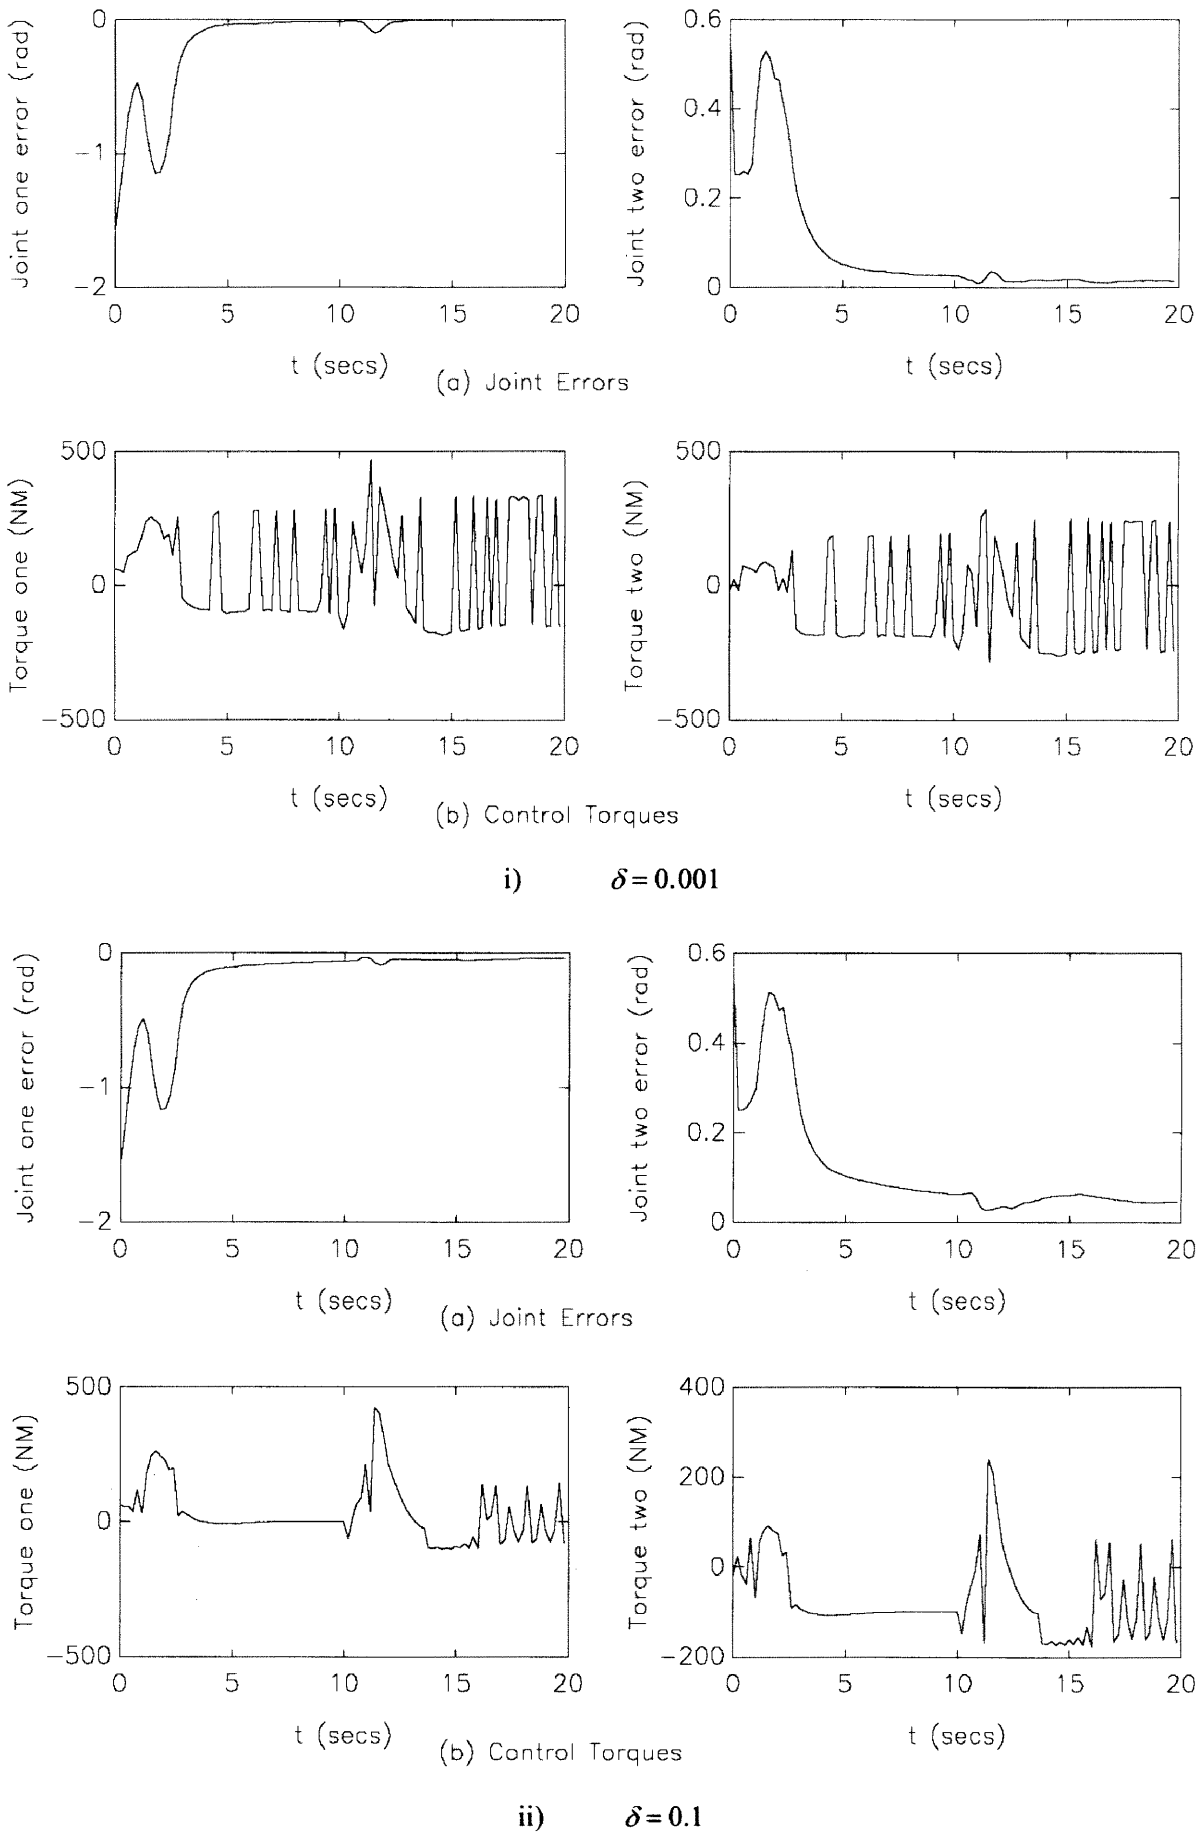 0
-1
-2
Joint one error (rad)
0 5 10 15 20
t (secs)
0.6
0.4
0.2
0
Joint two error (rad)
0 5 10 15 20
t (secs)
(a) Joint Errors
500
0
-500
Torque one (NM)
0 5 10 15 20
t (secs)
500
0
-500
Torque two (NM)
0 5 10 15 20
t (secs)
(b) Control Torques
i) δ = 0.001
0
-1
-2
Joint one error (rad)
0 5 10 15 20
t (secs)
0.6
0.4
0.2
0
Joint two error (rad)
0 5 10 15 20
t (secs)
(a) Joint Errors
500
0
-500
Torque one (NM)
0 5 10 15 20
t (secs)
400
200
0
-200
Torque two (NM)
0 5 10 15 20
t (secs)
(b) Control Torques
ii) δ = 0.1